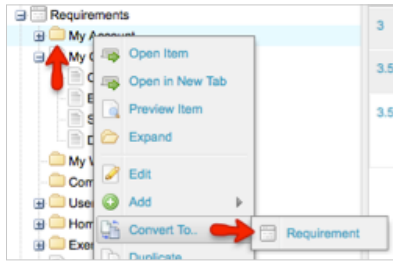 Requirements
My Account
3
My
Open Item
3.5
Open in New Tab
Preview Item
3.5
Expand
My
Edit
Com
User
Add
Hom
Convert To..
Requirement
Exer
Duplicate